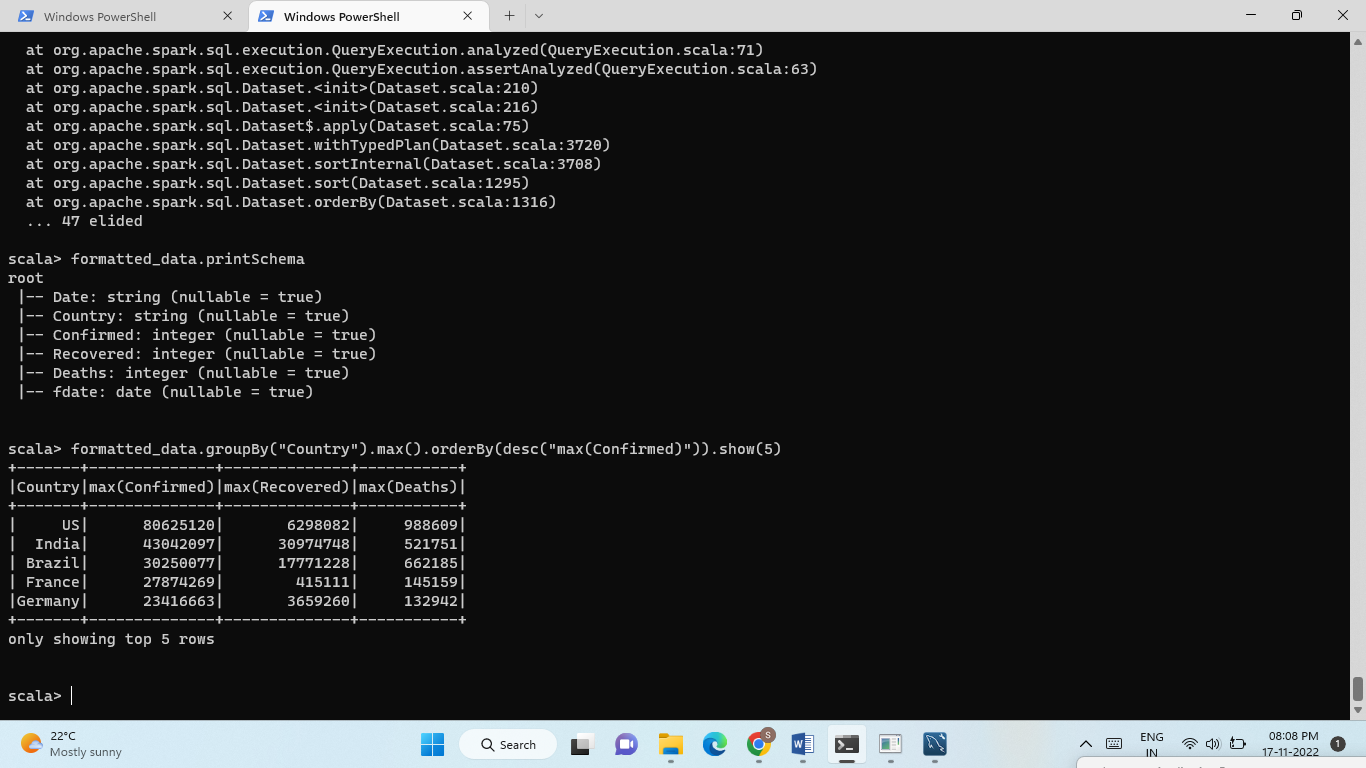 Windows PowerShell
Windows PowerShell
at org.apache.spark.sql.execution.QueryExecution.analyzed(QueryExecution.scala:71)
at org.apache.spark.sql.execution.QueryExecution.assertAnalyzed(QueryExecution.scala:63)
at org.apache.spark.sql.Dataset.<init>(Dataset.scala:210)
at org.apache.spark.sql.Dataset.<init>(Dataset.scala:216)
at org.apache.spark.sql.Dataset$.apply(Dataset.scala:75)
at org.apache.spark.sql.Dataset.withTypedPlan(Dataset.scala:3720)
at org.apache.spark.sql.Dataset.sortInternal(Dataset.scala:3708)
at org.apache.spark.sql.Dataset.sort(Dataset.scala:1295)
at org.apache.spark.sql.Dataset.orderBy(Dataset.scala:1316)
... 47 elided
scala> formatted_data.printSchema
root
|-- Date: string (nullable = true)
|-- Country: string (nullable = true)
|-- Confirmed: integer (nullable = true)
|-- Recovered: integer (nullable = true)
|-- Deaths: integer (nullable = true)
|-- fdate: date (nullable = true)
scala> formatted_data.groupBy("Country").max().orderBy(desc("max(Confirmed)")).show(5)
+-------+--------------+--------------+-----------+
|Country|max(Confirmed)|max(Recovered)|max(Deaths)|
+-------+--------------+--------------+-----------+
|     US|      80625120|       6298082|     988609|
|  India|      43042097|      30974748|     521751|
| Brazil|      30250077|      17771228|     662185|
| France|      27874269|        415111|     145159|
|Germany|      23416663|       3659260|     132942|
+-------+--------------+--------------+-----------+
only showing top 5 rows
scala>
22°C
Mostly sunny
Search
S
ENG
IN
08:08 PM
17-11-2022
1